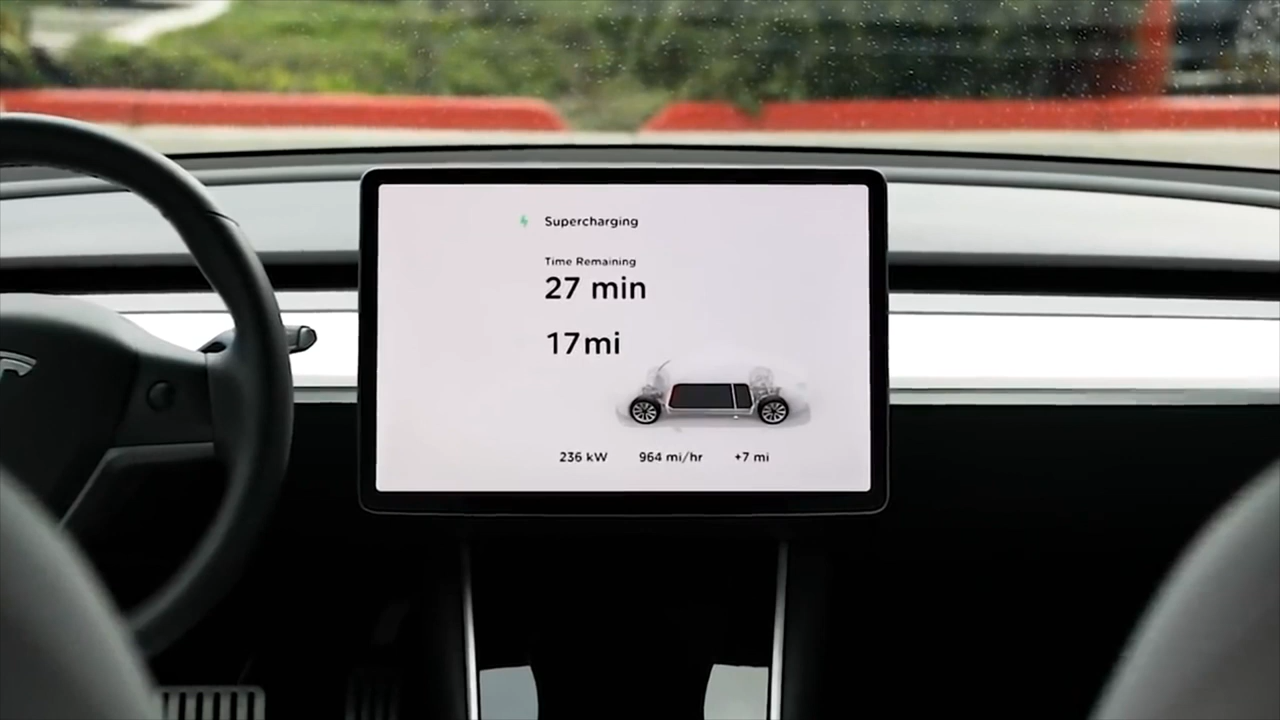 Supercharging
Time Remaining
27 min
17mi
236 kW 964 mi/hr +7 mi